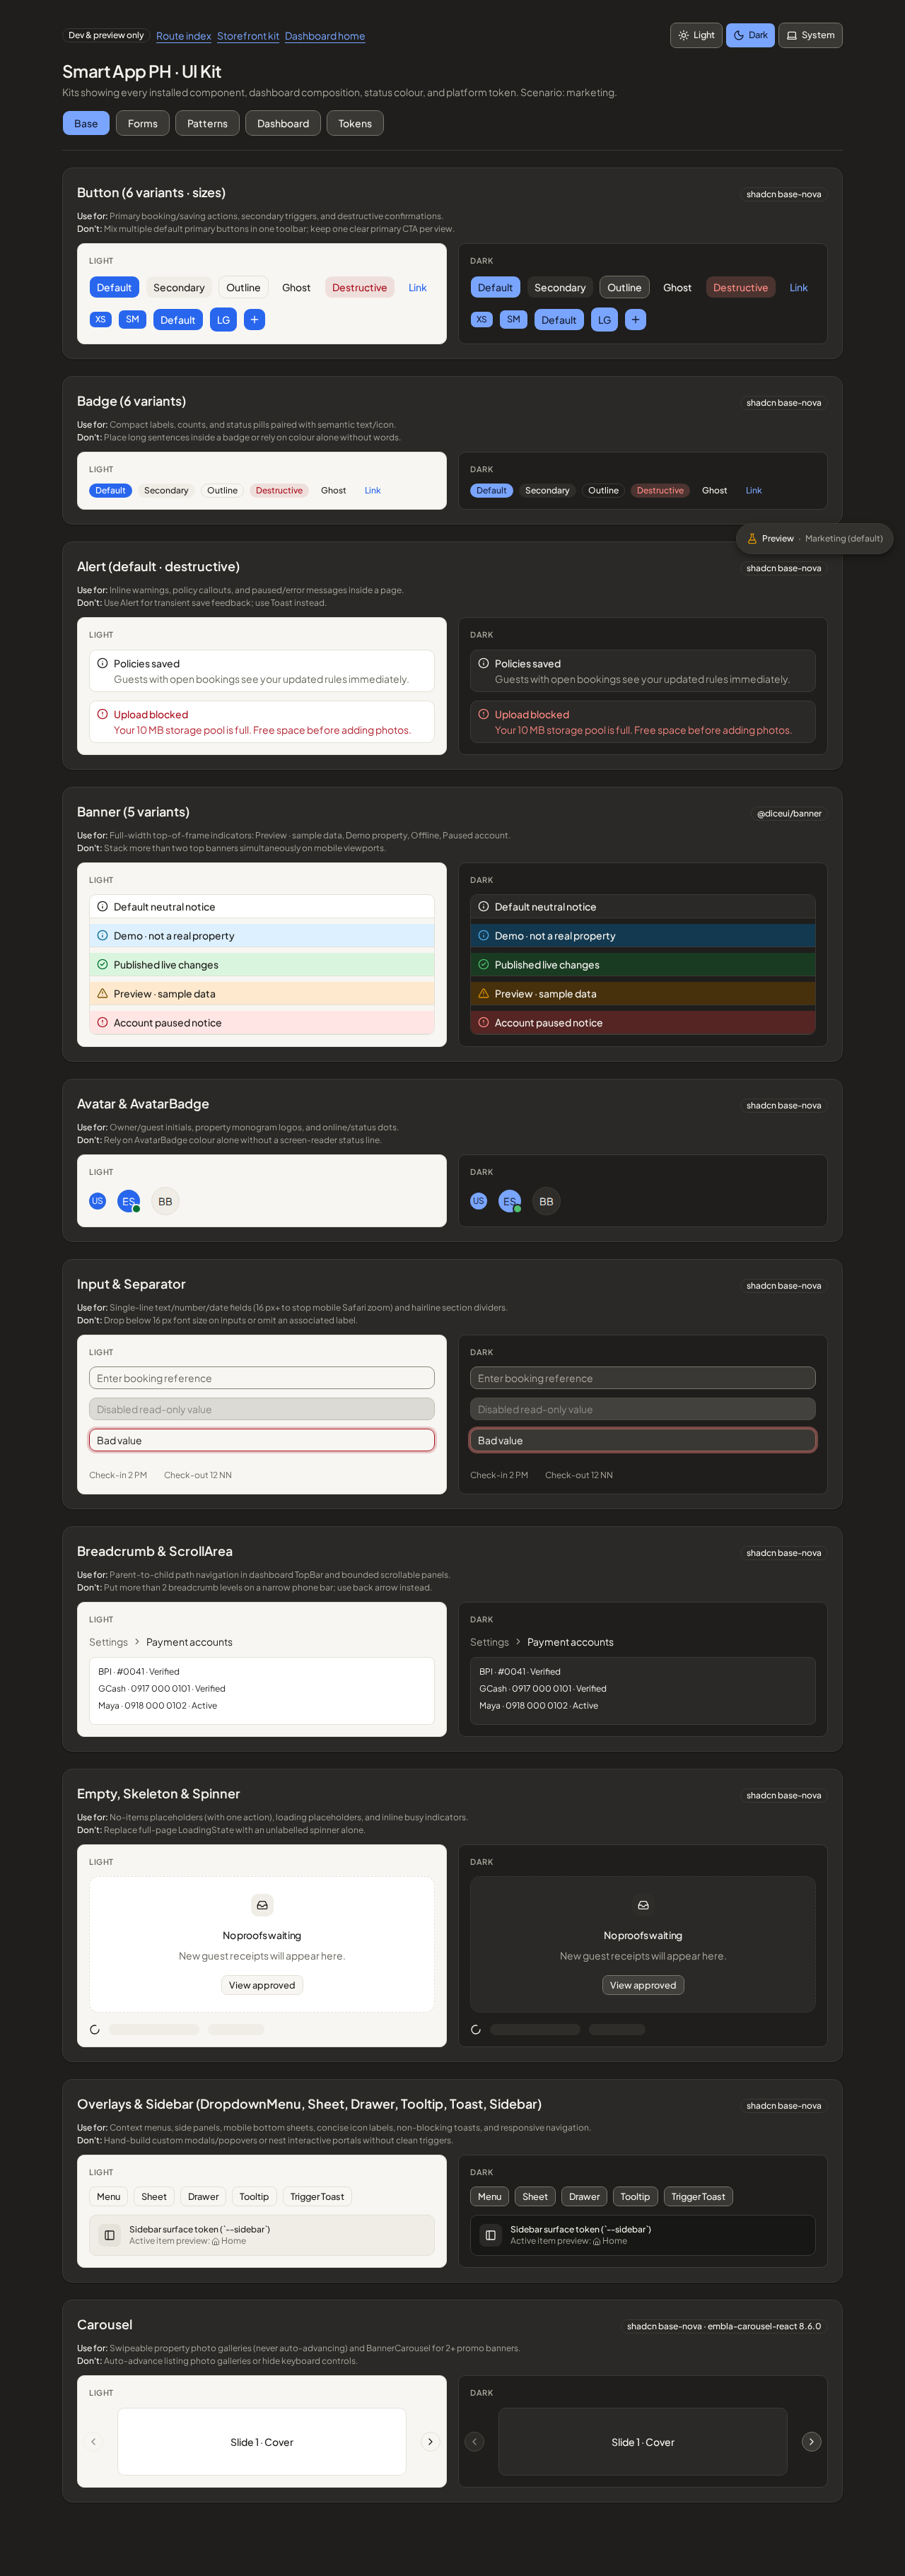 Dev & preview only Route index Storefront kit Dashboard home Light Dark System
Smart App PH · UI Kit
Kits showing every installed component, dashboard composition, status colour, and platform token. Scenario: marketing.
Base Forms Patterns Dashboard Tokens
Button (6 variants · sizes) shadcn base-nova
Use for: Primary booking/saving actions, secondary triggers, and destructive confirmations.
Don't: Mix multiple default primary buttons in one toolbar; keep one clear primary CTA per view.
LIGHT
Default Secondary Outline Ghost Destructive Link
XS SM Default LG +
DARK
Default Secondary Outline Ghost Destructive Link
XS SM Default LG +
Badge (6 variants) shadcn base-nova
Use for: Compact labels, counts, and status pills paired with semantic text/icon.
Don't: Place long sentences inside a badge or rely on colour alone without words.
LIGHT
Default Secondary Outline Destructive Ghost Link
DARK
Default Secondary Outline Destructive Ghost Link
Preview · Marketing (default)
Alert (default · destructive) shadcn base-nova
Use for: Inline warnings, policy callouts, and paused/error messages inside a page.
Don't: Use Alert for transient save feedback; use Toast instead.
LIGHT
Policies saved
Guests with open bookings see your updated rules immediately.
Upload blocked
Your 10 MB storage pool is full. Free space before adding photos.
DARK
Policies saved
Guests with open bookings see your updated rules immediately.
Upload blocked
Your 10 MB storage pool is full. Free space before adding photos.
Banner (5 variants) @diceui/banner
Use for: Full-width top-of-frame indicators: Preview · sample data, Demo property, Offline, Paused account.
Don't: Stack more than two top banners simultaneously on mobile viewports.
LIGHT
Default neutral notice
Demo · not a real property
Published live changes
Preview · sample data
Account paused notice
DARK
Default neutral notice
Demo · not a real property
Published live changes
Preview · sample data
Account paused notice
Avatar & AvatarBadge shadcn base-nova
Use for: Owner/guest initials, property monogram logos, and online/status dots.
Don't: Rely on AvatarBadge colour alone without a screen-reader status line.
LIGHT
US ES BB
DARK
US ES BB
Input & Separator shadcn base-nova
Use for: Single-line text/number/date fields (16 px+ to stop mobile Safari zoom) and hairline section dividers.
Don't: Drop below 16 px font size on inputs or omit an associated label.
LIGHT
Enter booking reference
Disabled read-only value
Bad value
Check-in 2 PM Check-out 12 NN
DARK
Enter booking reference
Disabled read-only value
Bad value
Check-in 2 PM Check-out 12 NN
Breadcrumb & ScrollArea shadcn base-nova
Use for: Parent-to-child path navigation in dashboard TopBar and bounded scrollable panels.
Don't: Put more than 2 breadcrumb levels on a narrow phone bar; use back arrow instead.
LIGHT
Settings > Payment accounts
BPI · #0041 · Verified
GCash · 0917 000 0101 · Verified
Maya · 0918 000 0102 · Active
DARK
Settings > Payment accounts
BPI · #0041 · Verified
GCash · 0917 000 0101 · Verified
Maya · 0918 000 0102 · Active
Empty, Skeleton & Spinner shadcn base-nova
Use for: No-items placeholders (with one action), loading placeholders, and inline busy indicators.
Don't: Replace full-page LoadingState with an unlabelled spinner alone.
LIGHT
No proofs waiting
New guest receipts will appear here.
View approved
DARK
No proofs waiting
New guest receipts will appear here.
View approved
Overlays & Sidebar (DropdownMenu, Sheet, Drawer, Tooltip, Toast, Sidebar) shadcn base-nova
Use for: Context menus, side panels, mobile bottom sheets, concise icon labels, non-blocking toasts, and responsive navigation.
Don't: Hand-build custom modals/popovers or nest interactive portals without clean triggers.
LIGHT
Menu Sheet Drawer Tooltip Trigger Toast
Sidebar surface token (`--sidebar`)
Active item preview: Home
DARK
Menu Sheet Drawer Tooltip Trigger Toast
Sidebar surface token (`--sidebar`)
Active item preview: Home
Carousel shadcn base-nova · embla-carousel-react 8.6.0
Use for: Swipeable property photo galleries (never auto-advancing) and BannerCarousel for 2+ promo banners.
Don't: Auto-advance listing photo galleries or hide keyboard controls.
LIGHT
Slide 1 · Cover
DARK
Slide 1 · Cover